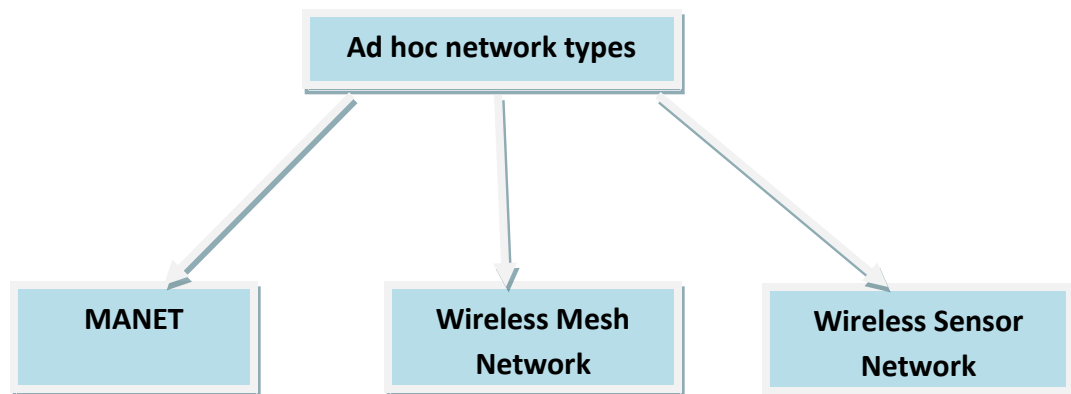 Ad hoc network types
MANET
Wireless Mesh
Network
Wireless Sensor
Network